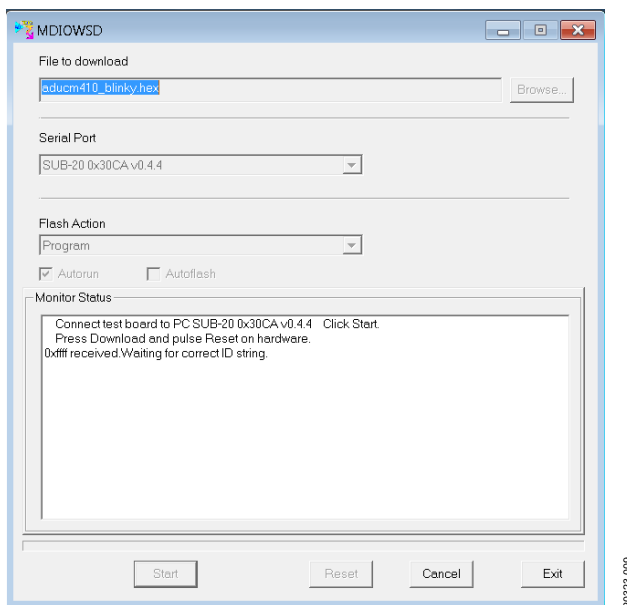 MDIOWSD
File to download
aducm410_blinky.hex
Browse...
Serial Port
SUB-20 0x30CA v0.4.4
Flash Action
Program
Autorun Autoflash
Monitor Status
Connect test board to PC SUB-20 0x30CA v0.4.4 Click Start.
Press Download and pulse Reset on hardware.
0xffff received.Waiting for correct ID string.
Start Reset Cancel Exit